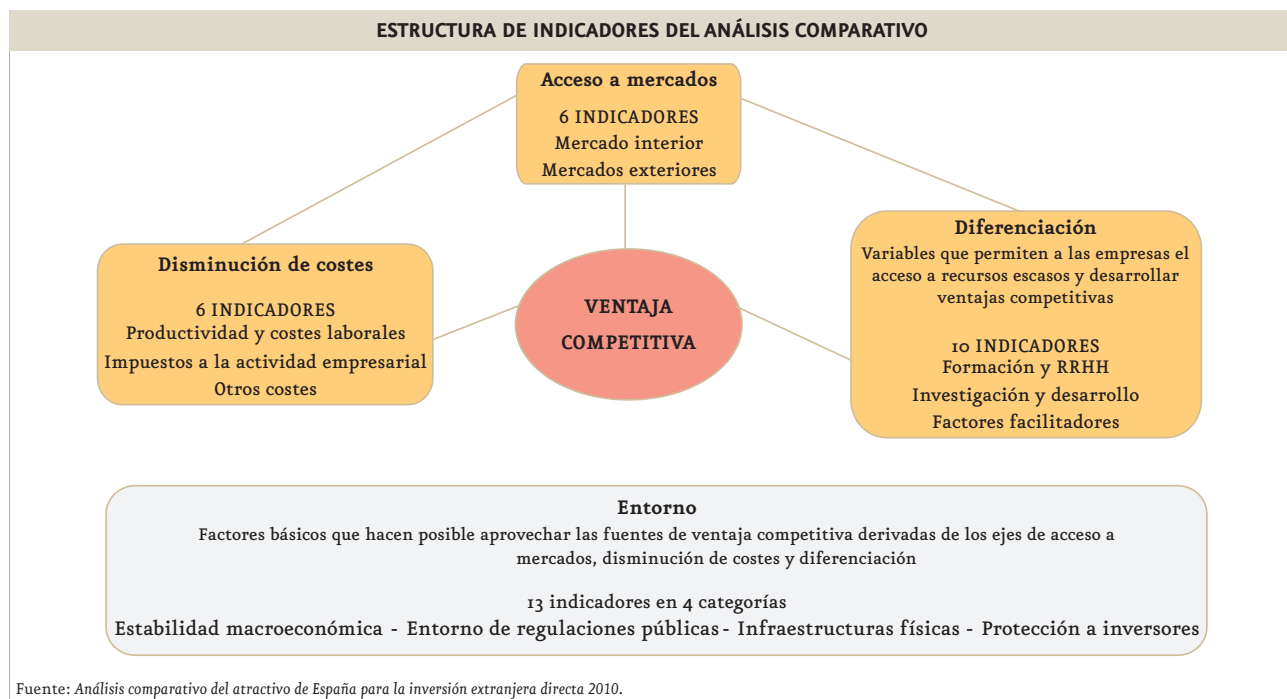 ESTRUCTURA DE INDICADORES DEL ANÁLISIS COMPARATIVO
Acceso a mercados
6 INDICADORES
Mercado interior
Mercados exteriores
Disminución de costes
6 INDICADORES
Productividad y costes laborales
Impuestos a la actividad empresarial
Otros costes
VENTAJA
COMPETITIVA
Diferenciación
Variables que permiten a las empresas el
acceso a recursos escasos y desarrollar
ventajas competitivas
10 INDICADORES
Formación y RRHH
Investigación y desarrollo
Factores facilitadores
Entorno
Factores básicos que hacen posible aprovechar las fuentes de ventaja competitiva derivadas de los ejes de acceso a
mercados, disminución de costes y diferenciación
13 indicadores en 4 categorías
Estabilidad macroeconómica - Entorno de regulaciones públicas - Infraestructuras físicas - Protección a inversores
Fuente: Análisis comparativo del atractivo de España para la inversión extranjera directa 2010.